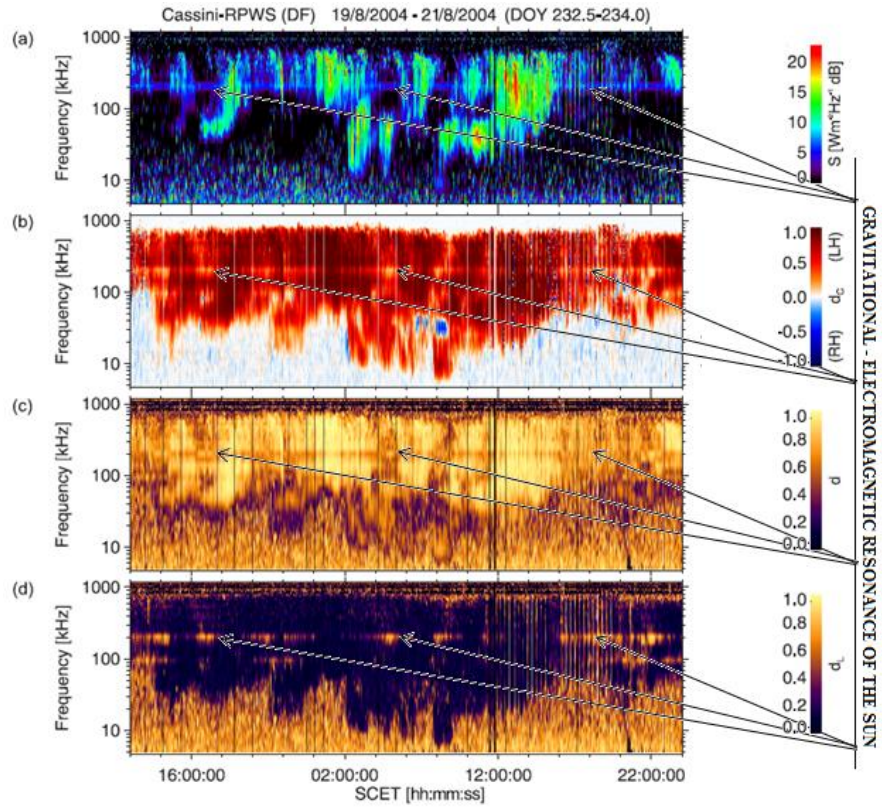 Cassini-RPWS (DF) 19/8/2004 - 21/8/2004 (DOY 232.5-234.0)
(a)
1000
100
10
Frequency [kHz]
20
15
10
5
0
S [Wm⁻²Hz⁻¹ dB]
(b)
1000
100
10
Frequency [kHz]
1.0
0.5
0.0
-0.5
-1.0
(LH)
d_C
(RH)
(c)
1000
100
10
Frequency [kHz]
1.0
0.8
0.6
0.4
0.2
0.0
d
(d)
1000
100
10
Frequency [kHz]
1.0
0.8
0.6
0.4
0.2
0.0
d_L
16:00:00 02:00:00 12:00:00 22:00:00
SCET [hh:mm:ss]
GRAVITATIONAL - ELECTROMAGNETIC RESONANCE OF THE SUN